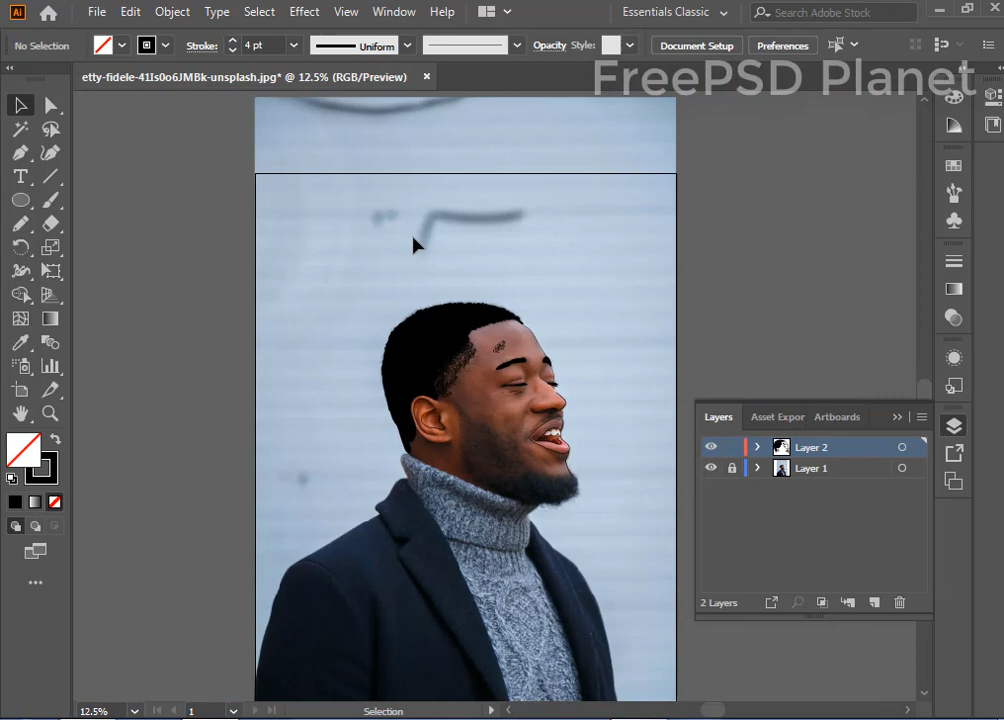 Ai File Edit Object Type Select Effect View Window Help Essentials Classic Search Adobe Stock
No Selection Stroke: 4 pt Uniform Opacity Style: Document Setup Preferences
etty-fidele-41Is0o6JMBk-unsplash.jpg* @ 12.5% (RGB/Preview)
FreePSD Planet
Layers Asset Expor Artboards
Layer 2
Layer 1
2 Layers
12.5% 1 Selection